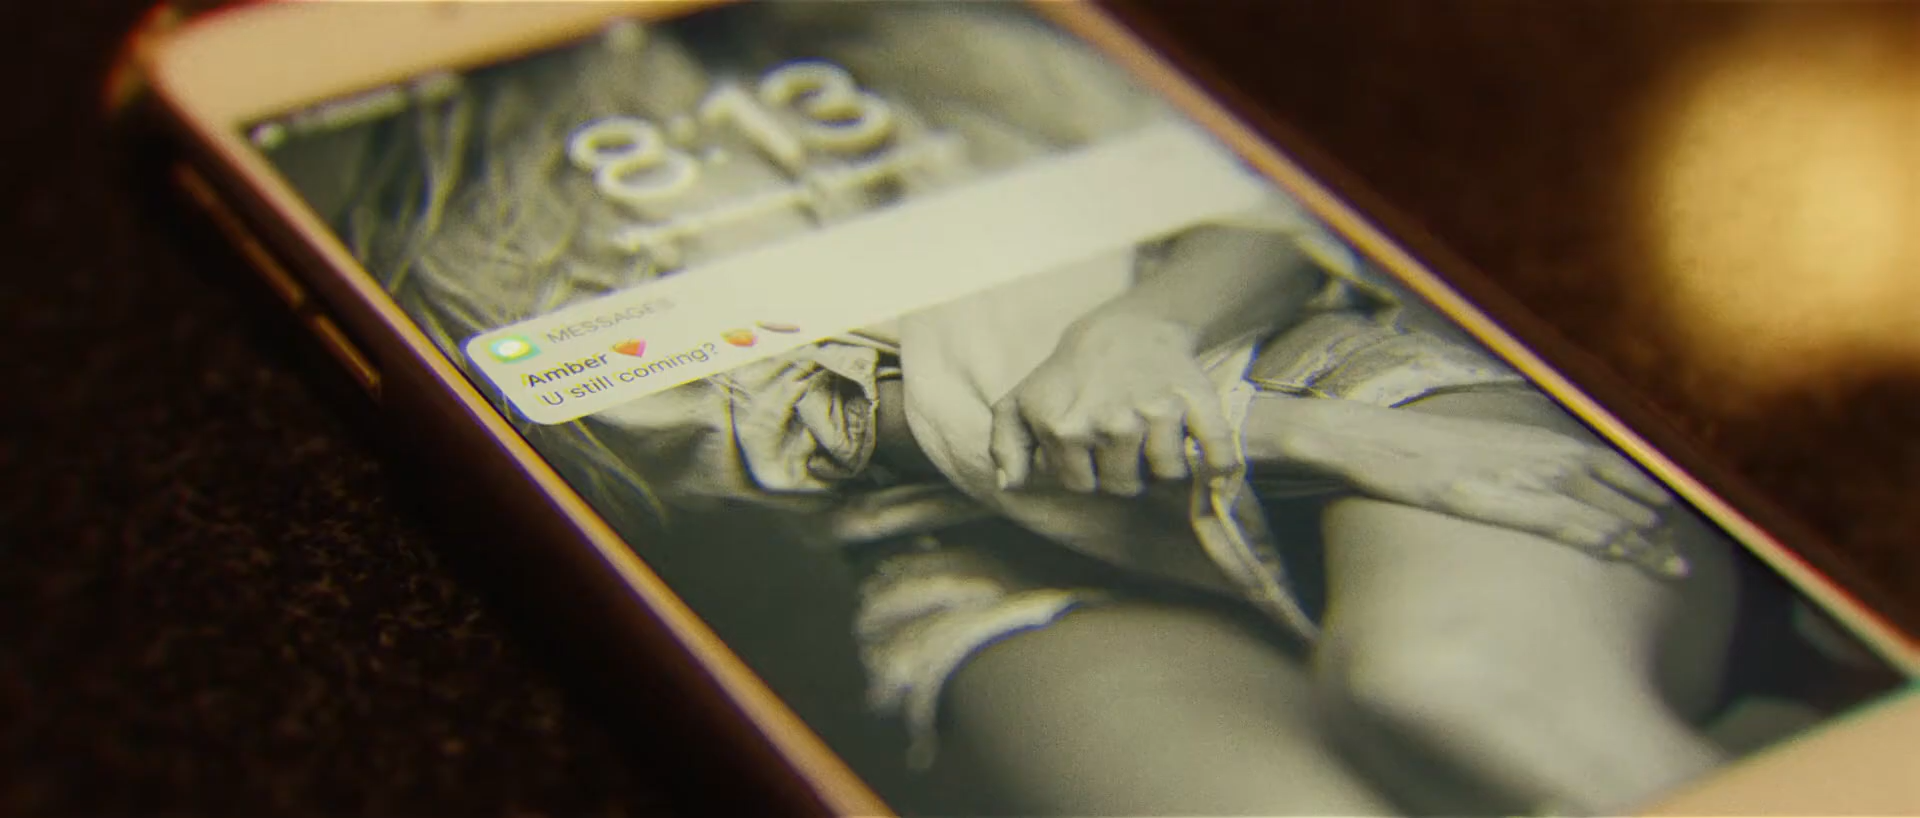 8:13
MESSAGES
Amber ❤️
U still coming? 🍑🍆